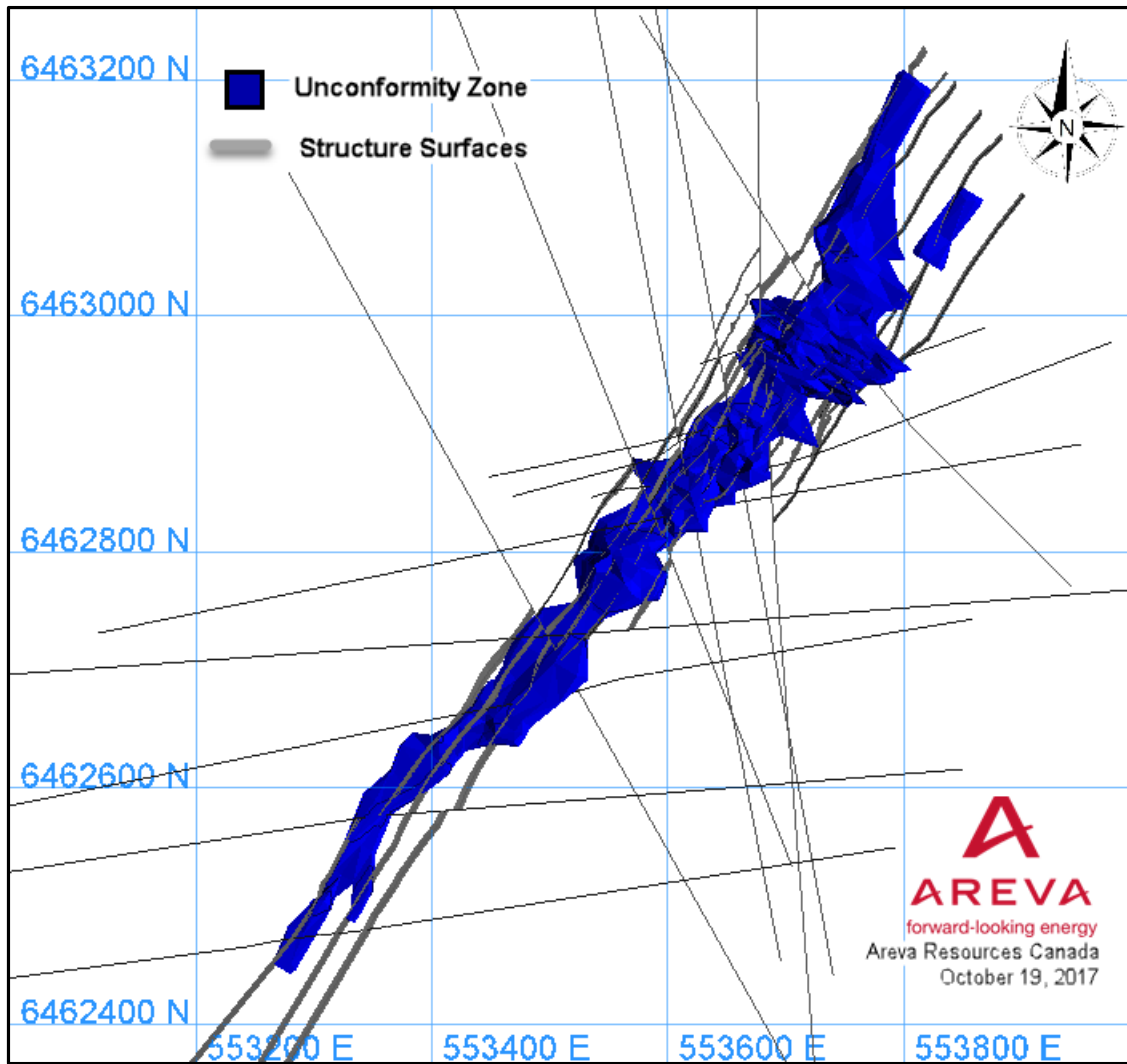 6463200 N
Unconformity Zone
Structure Surfaces
N
6463000 N
6462800 N
6462600 N
AREVA
forward-looking energy
Areva Resources Canada
October 19, 2017
6462400 N
553200 E
553400 E
553600 E
553800 E